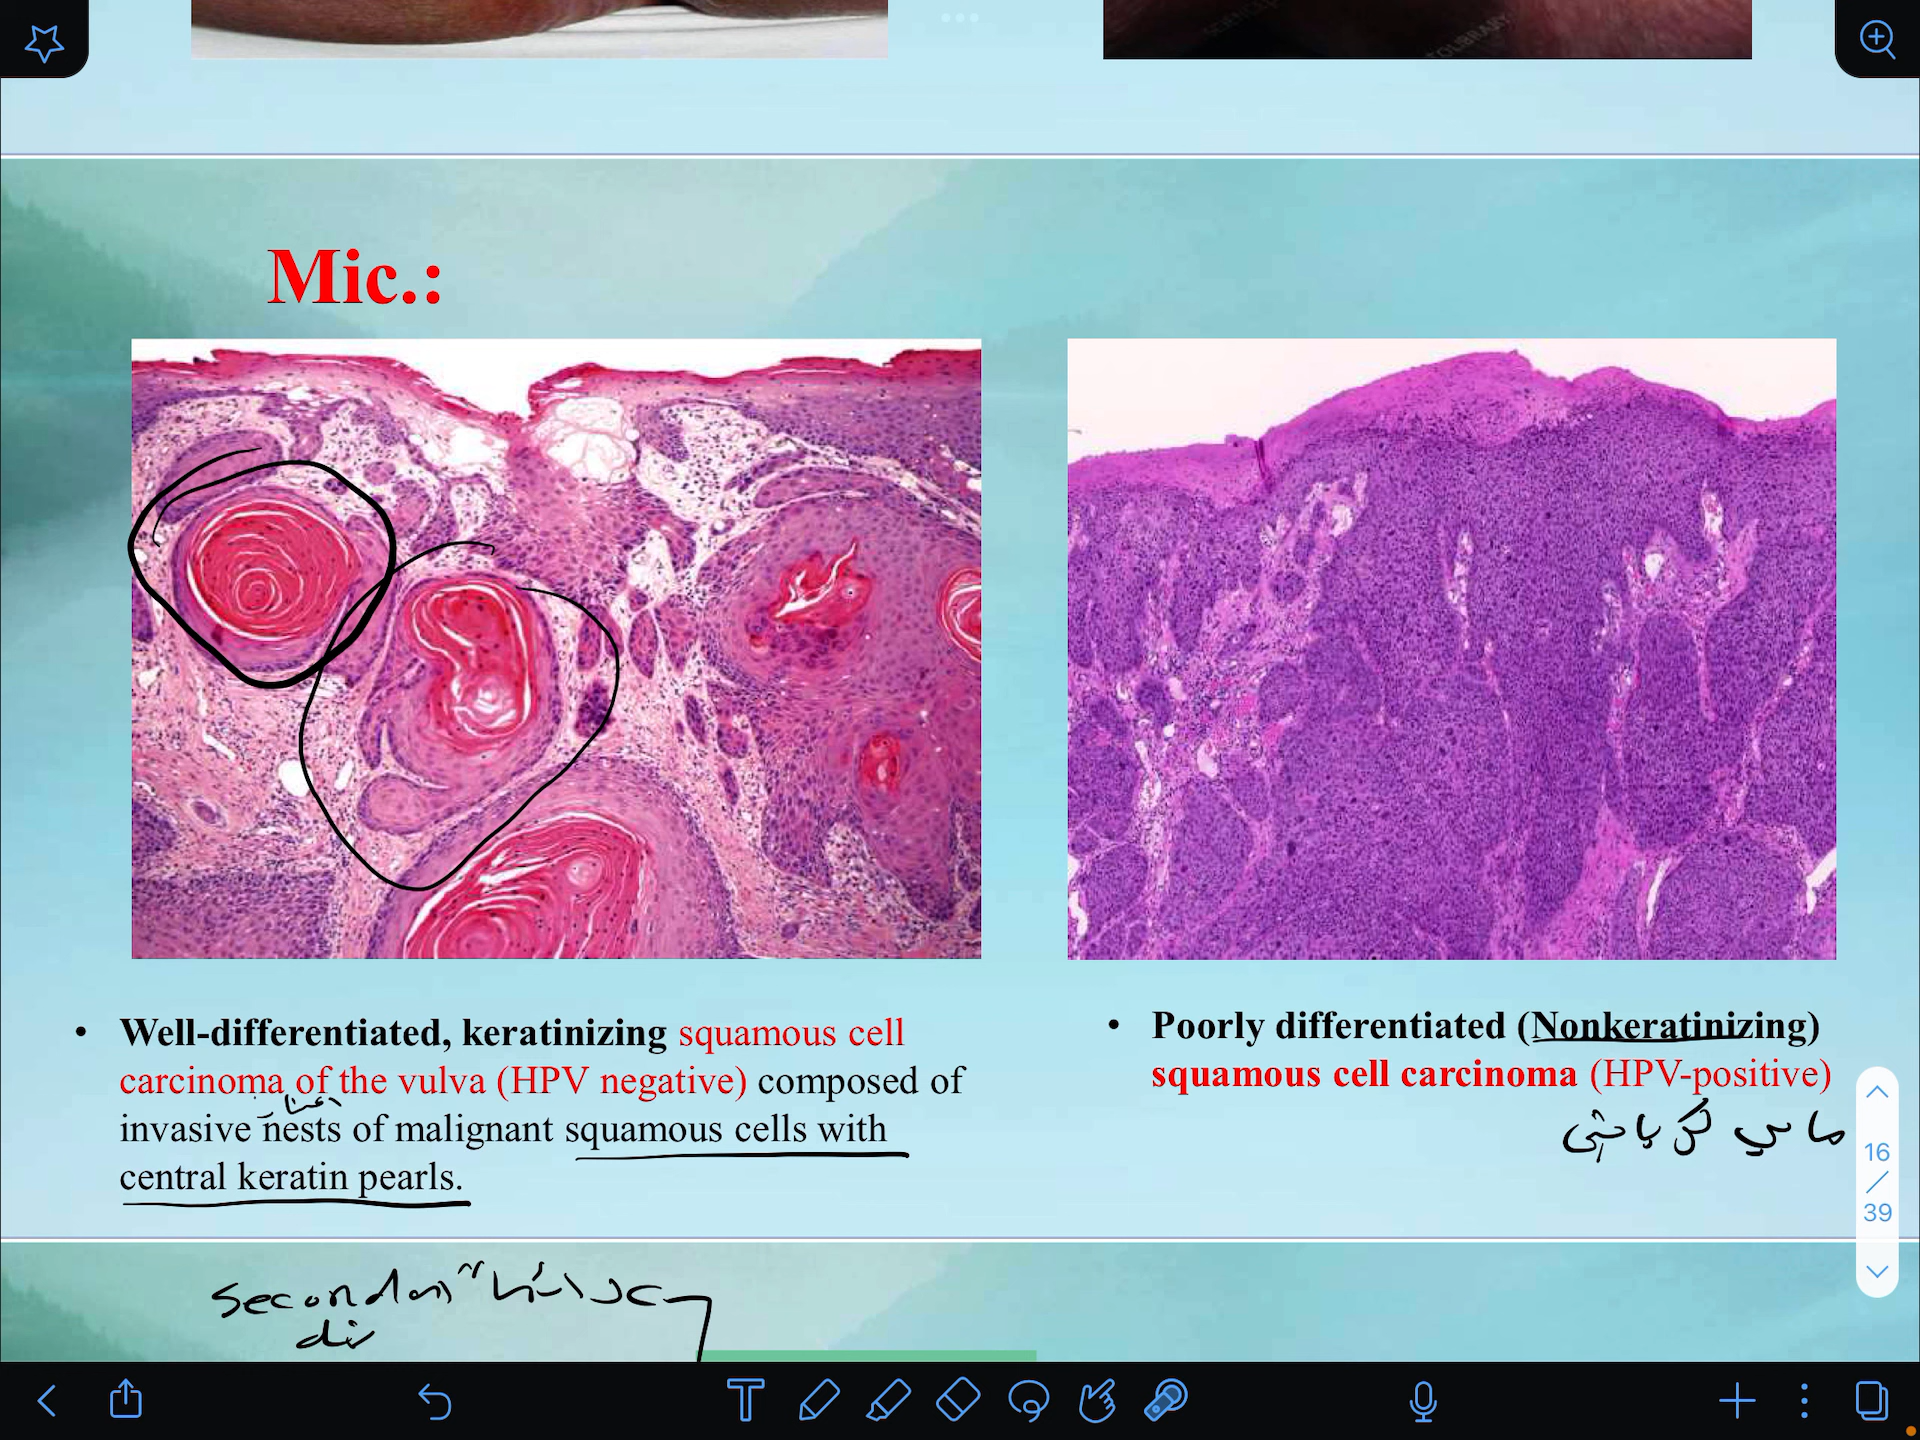 Mic.:
Well-differentiated, keratinizing squamous cell
carcinoma of the vulva (HPV negative) composed of
invasive nests of malignant squamous cells with
central keratin pearls.
Poorly differentiated (Nonkeratinizing)
squamous cell carcinoma (HPV-positive)
16
/
39
T